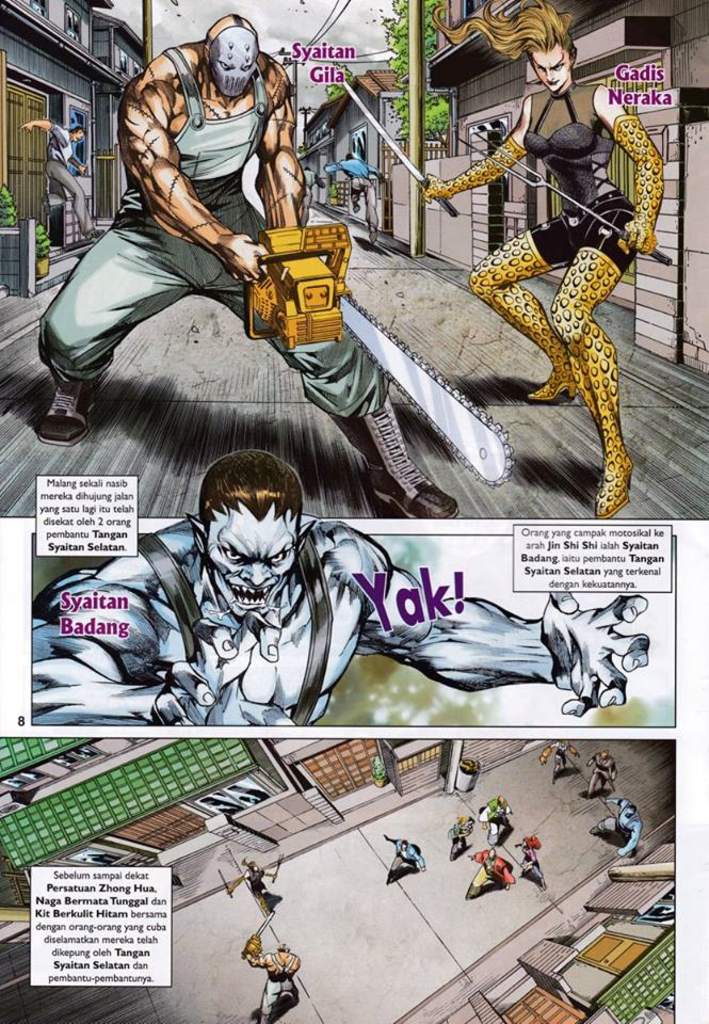 Syaitan
Gila
Gadis
Neraka
Malang sekali nasib
mereka dihujung jalan
yang satu lagi itu telah
disekat oleh 2 orang
pembantu Tangan
Syaitan Selatan.
Orang yang campak motosikal ke
arah Jin Shi Shi ialah Syaitan
Badang, iaitu pembantu Tangan
Syaitan Selatan yang terkenal
dengan kekuatannya.
Syaitan
Badang
Yak!
8
Sebelum sampai dekat
Persatuan Zhong Hua,
Naga Bermata Tunggal dan
Kit Berkulit Hitam bersama
dengan orang-orang yang cuba
diselamatkan mereka telah
dikepung oleh Tangan
Syaitan Selatan dan
pembantu-pembantunya.